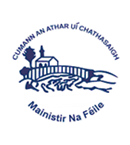 CUMANN AN ATHAR UÍ CHATHASAIGH
Mainistir Na Féile